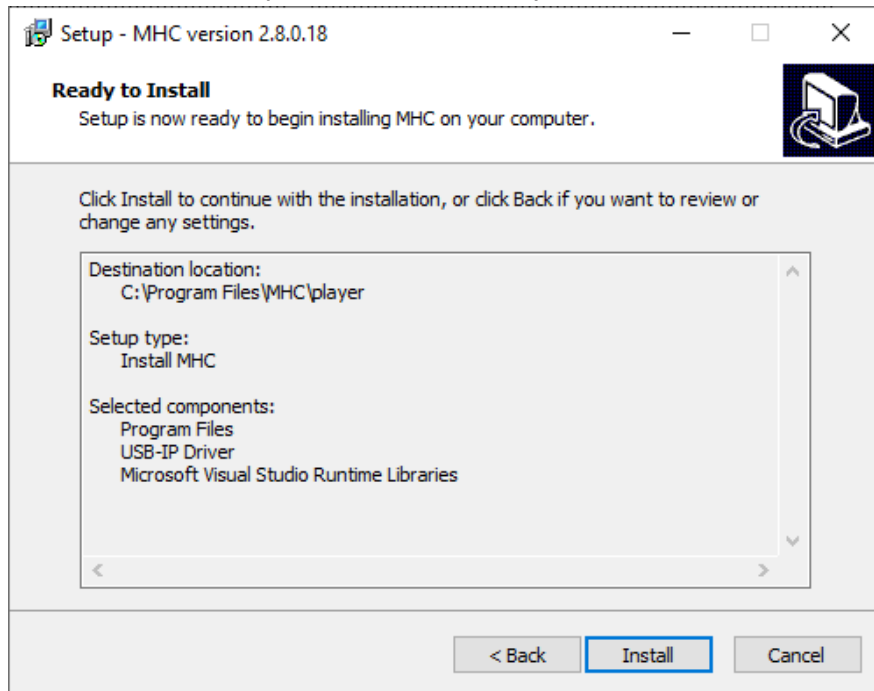 Setup - MHC version 2.8.0.18
Ready to Install
Setup is now ready to begin installing MHC on your computer.
Click Install to continue with the installation, or click Back if you want to review or
change any settings.
Destination location:
C:\Program Files\MHC\player
Setup type:
Install MHC
Selected components:
Program Files
USB-IP Driver
Microsoft Visual Studio Runtime Libraries
< Back
Install
Cancel